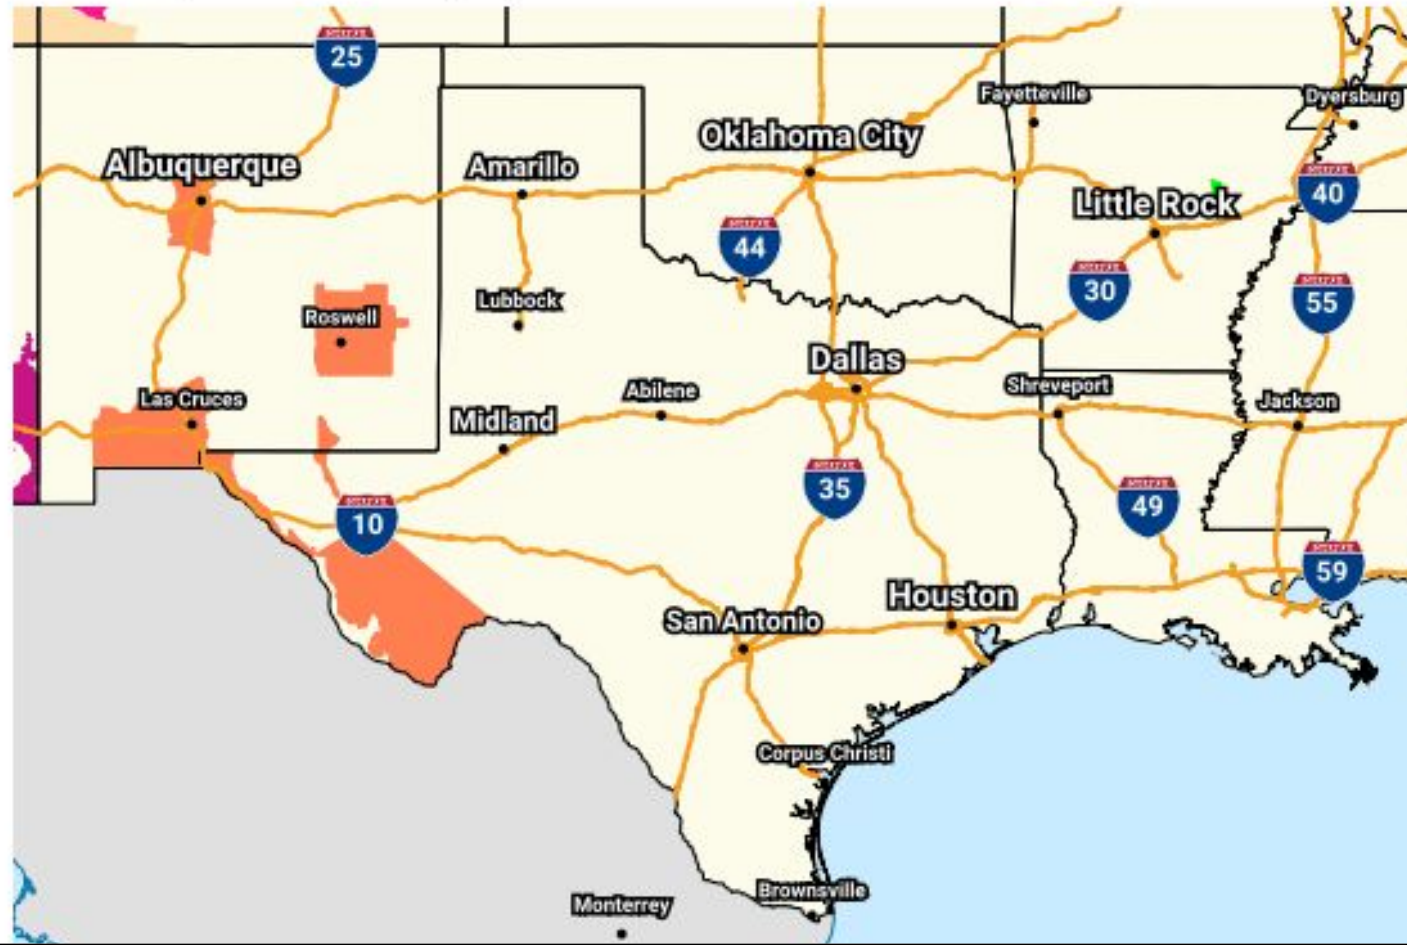 25
Fayetteville
Dyersburg
Oklahoma City
Albuquerque
Amarillo
40
Little Rock
44
30
55
Lubbock
Roswell
Dallas
Shreveport
Abilene
Las Cruces
Jackson
Midland
35
49
10
59
Houston
San Antonio
Corpus Christi
Brownsville
Monterrey